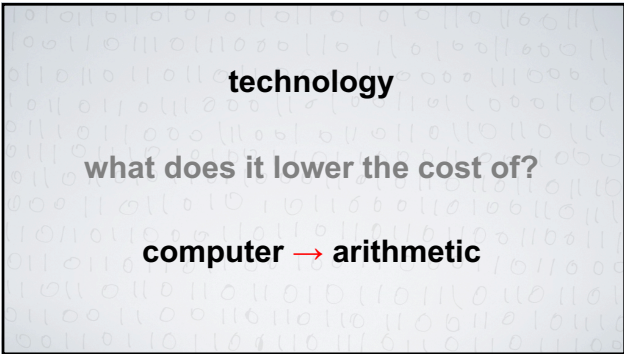 technology
what does it lower the cost of?
computer → arithmetic